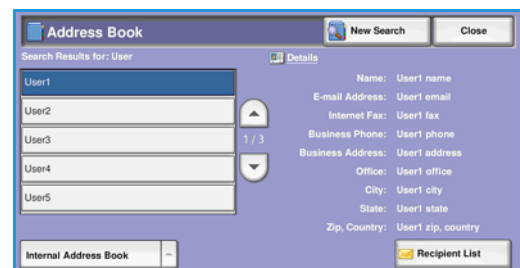 Address Book
New Search
Close
Search Results for: User
Details
User1
User2
User3
User4
User5
1 / 3
Name: User1 name
E-mail Address: User1 email
Internet Fax: User1 fax
Business Phone: User1 phone
Business Address: User1 address
Office: User1 office
City: User1 city
State: User1 state
Zip, Country: User1 zip, country
Internal Address Book
Recipient List